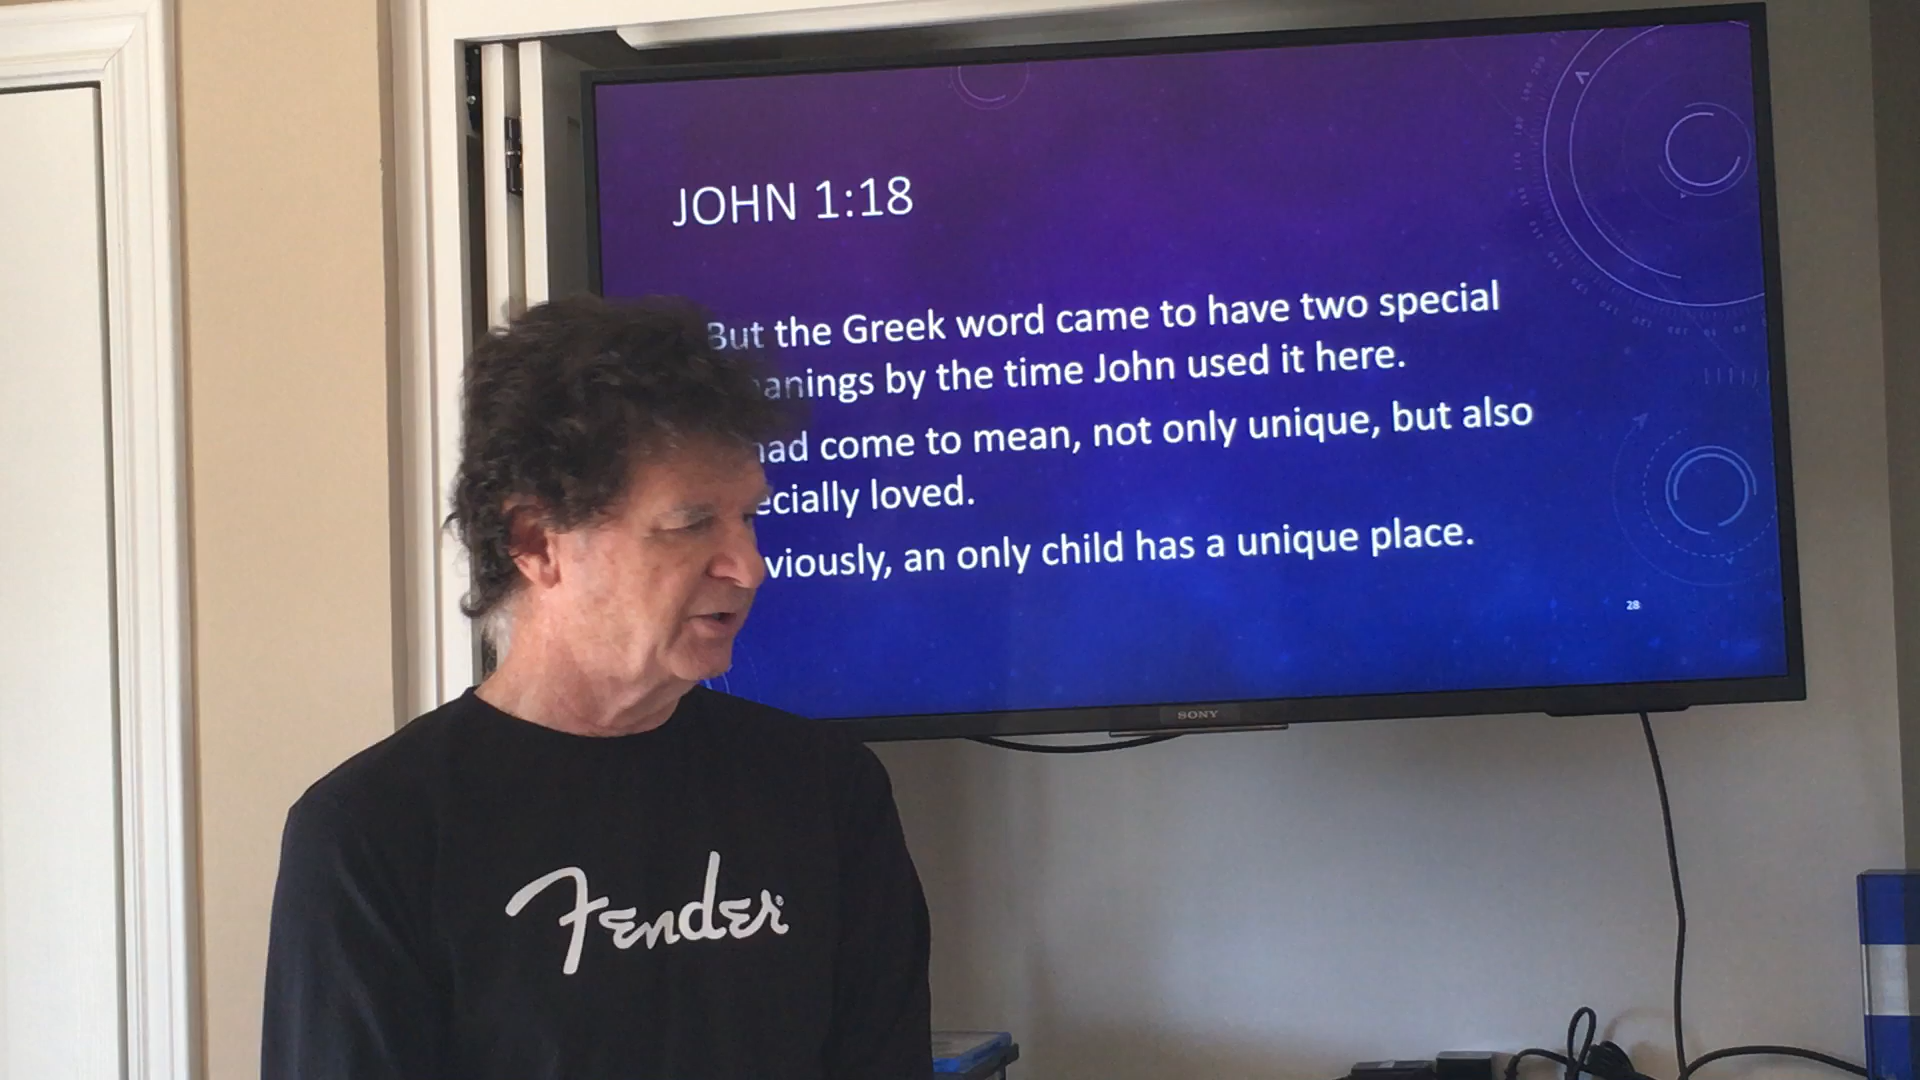 JOHN 1:18
But the Greek word came to have two special
anings by the time John used it here.
had come to mean, not only unique, but also
ecially loved.
viously, an only child has a unique place.
28
SONY
Fender